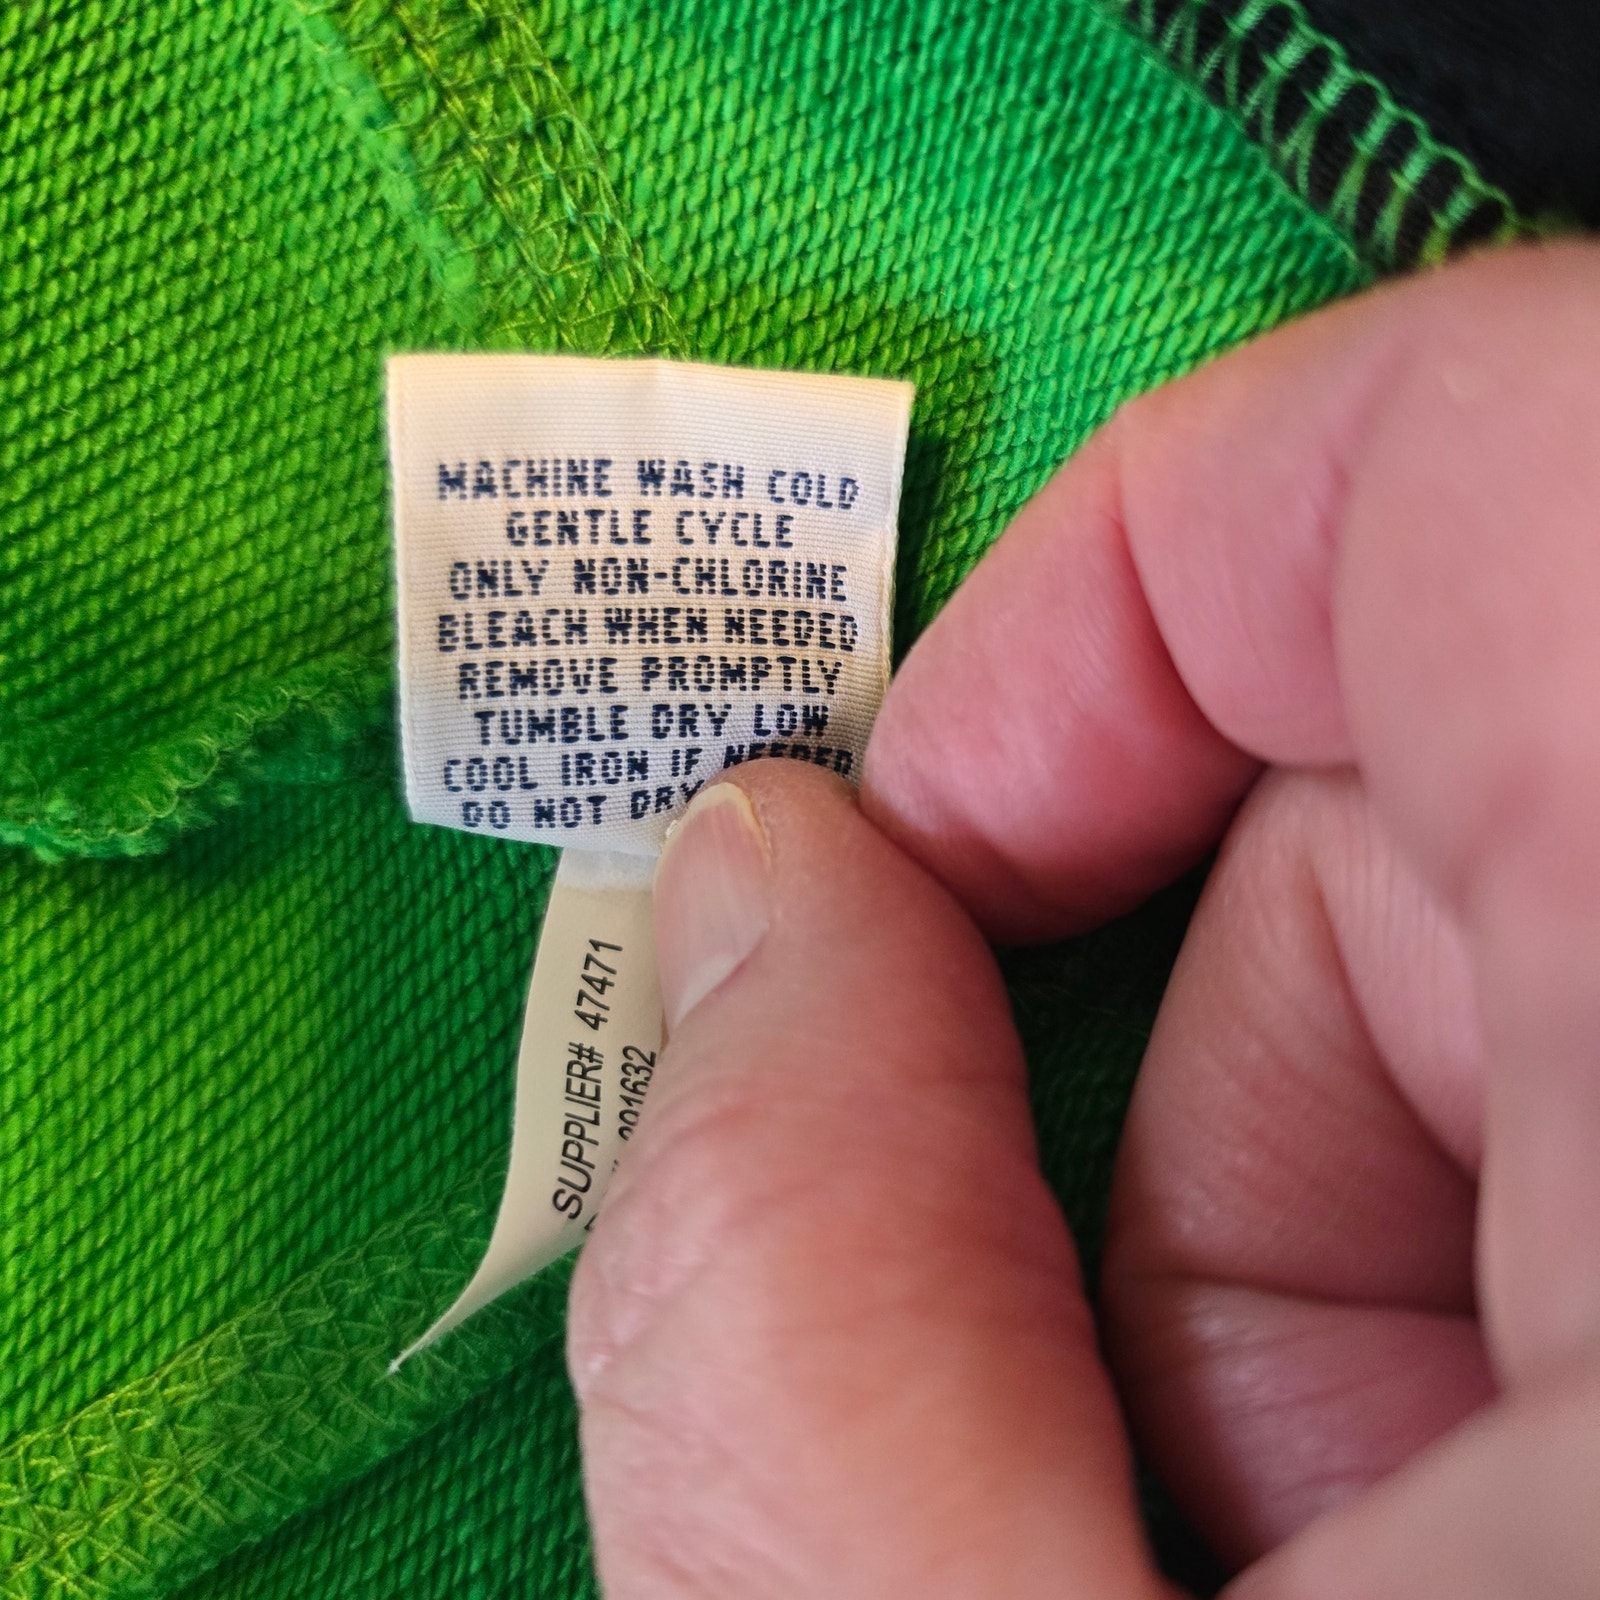 MACHINE WASH COLD
GENTLE CYCLE
ONLY NON-CHLORINE
BLEACH WHEN NEEDED
REMOVE PROMPTLY
TUMBLE DRY LOW
COOL IRON IF NEEDED
DO NOT DRY
SUPPLIER# 47471